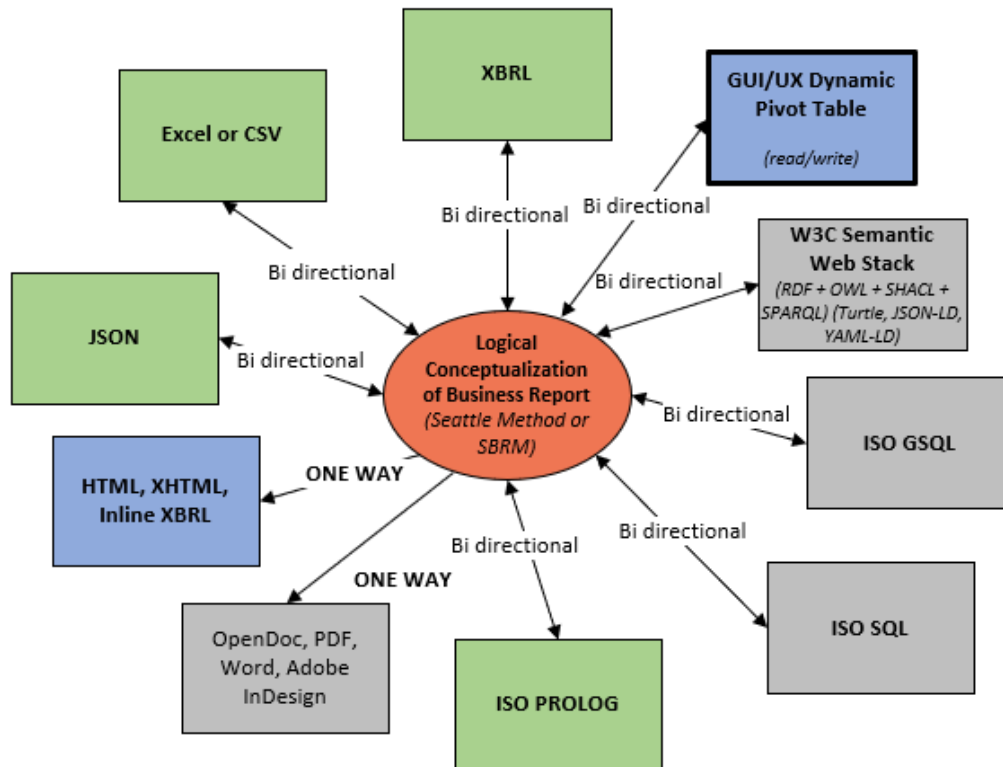 XBRL
GUI/UX Dynamic
Pivot Table
(read/write)
Excel or CSV
Bi directional
Bi directional
W3C Semantic
Web Stack
(RDF + OWL + SHACL +
SPARQL) (Turtle, JSON-LD,
YAML-LD)
Bi directional
Bi directional
JSON
Bi directional
Logical
Conceptualization
of Business Report
(Seattle Method or
SBRM)
Bi directional
ISO GSQL
HTML, XHTML,
Inline XBRL
ONE WAY
Bi directional
Bi directional
ONE WAY
OpenDoc, PDF,
Word, Adobe
InDesign
ISO PROLOG
ISO SQL